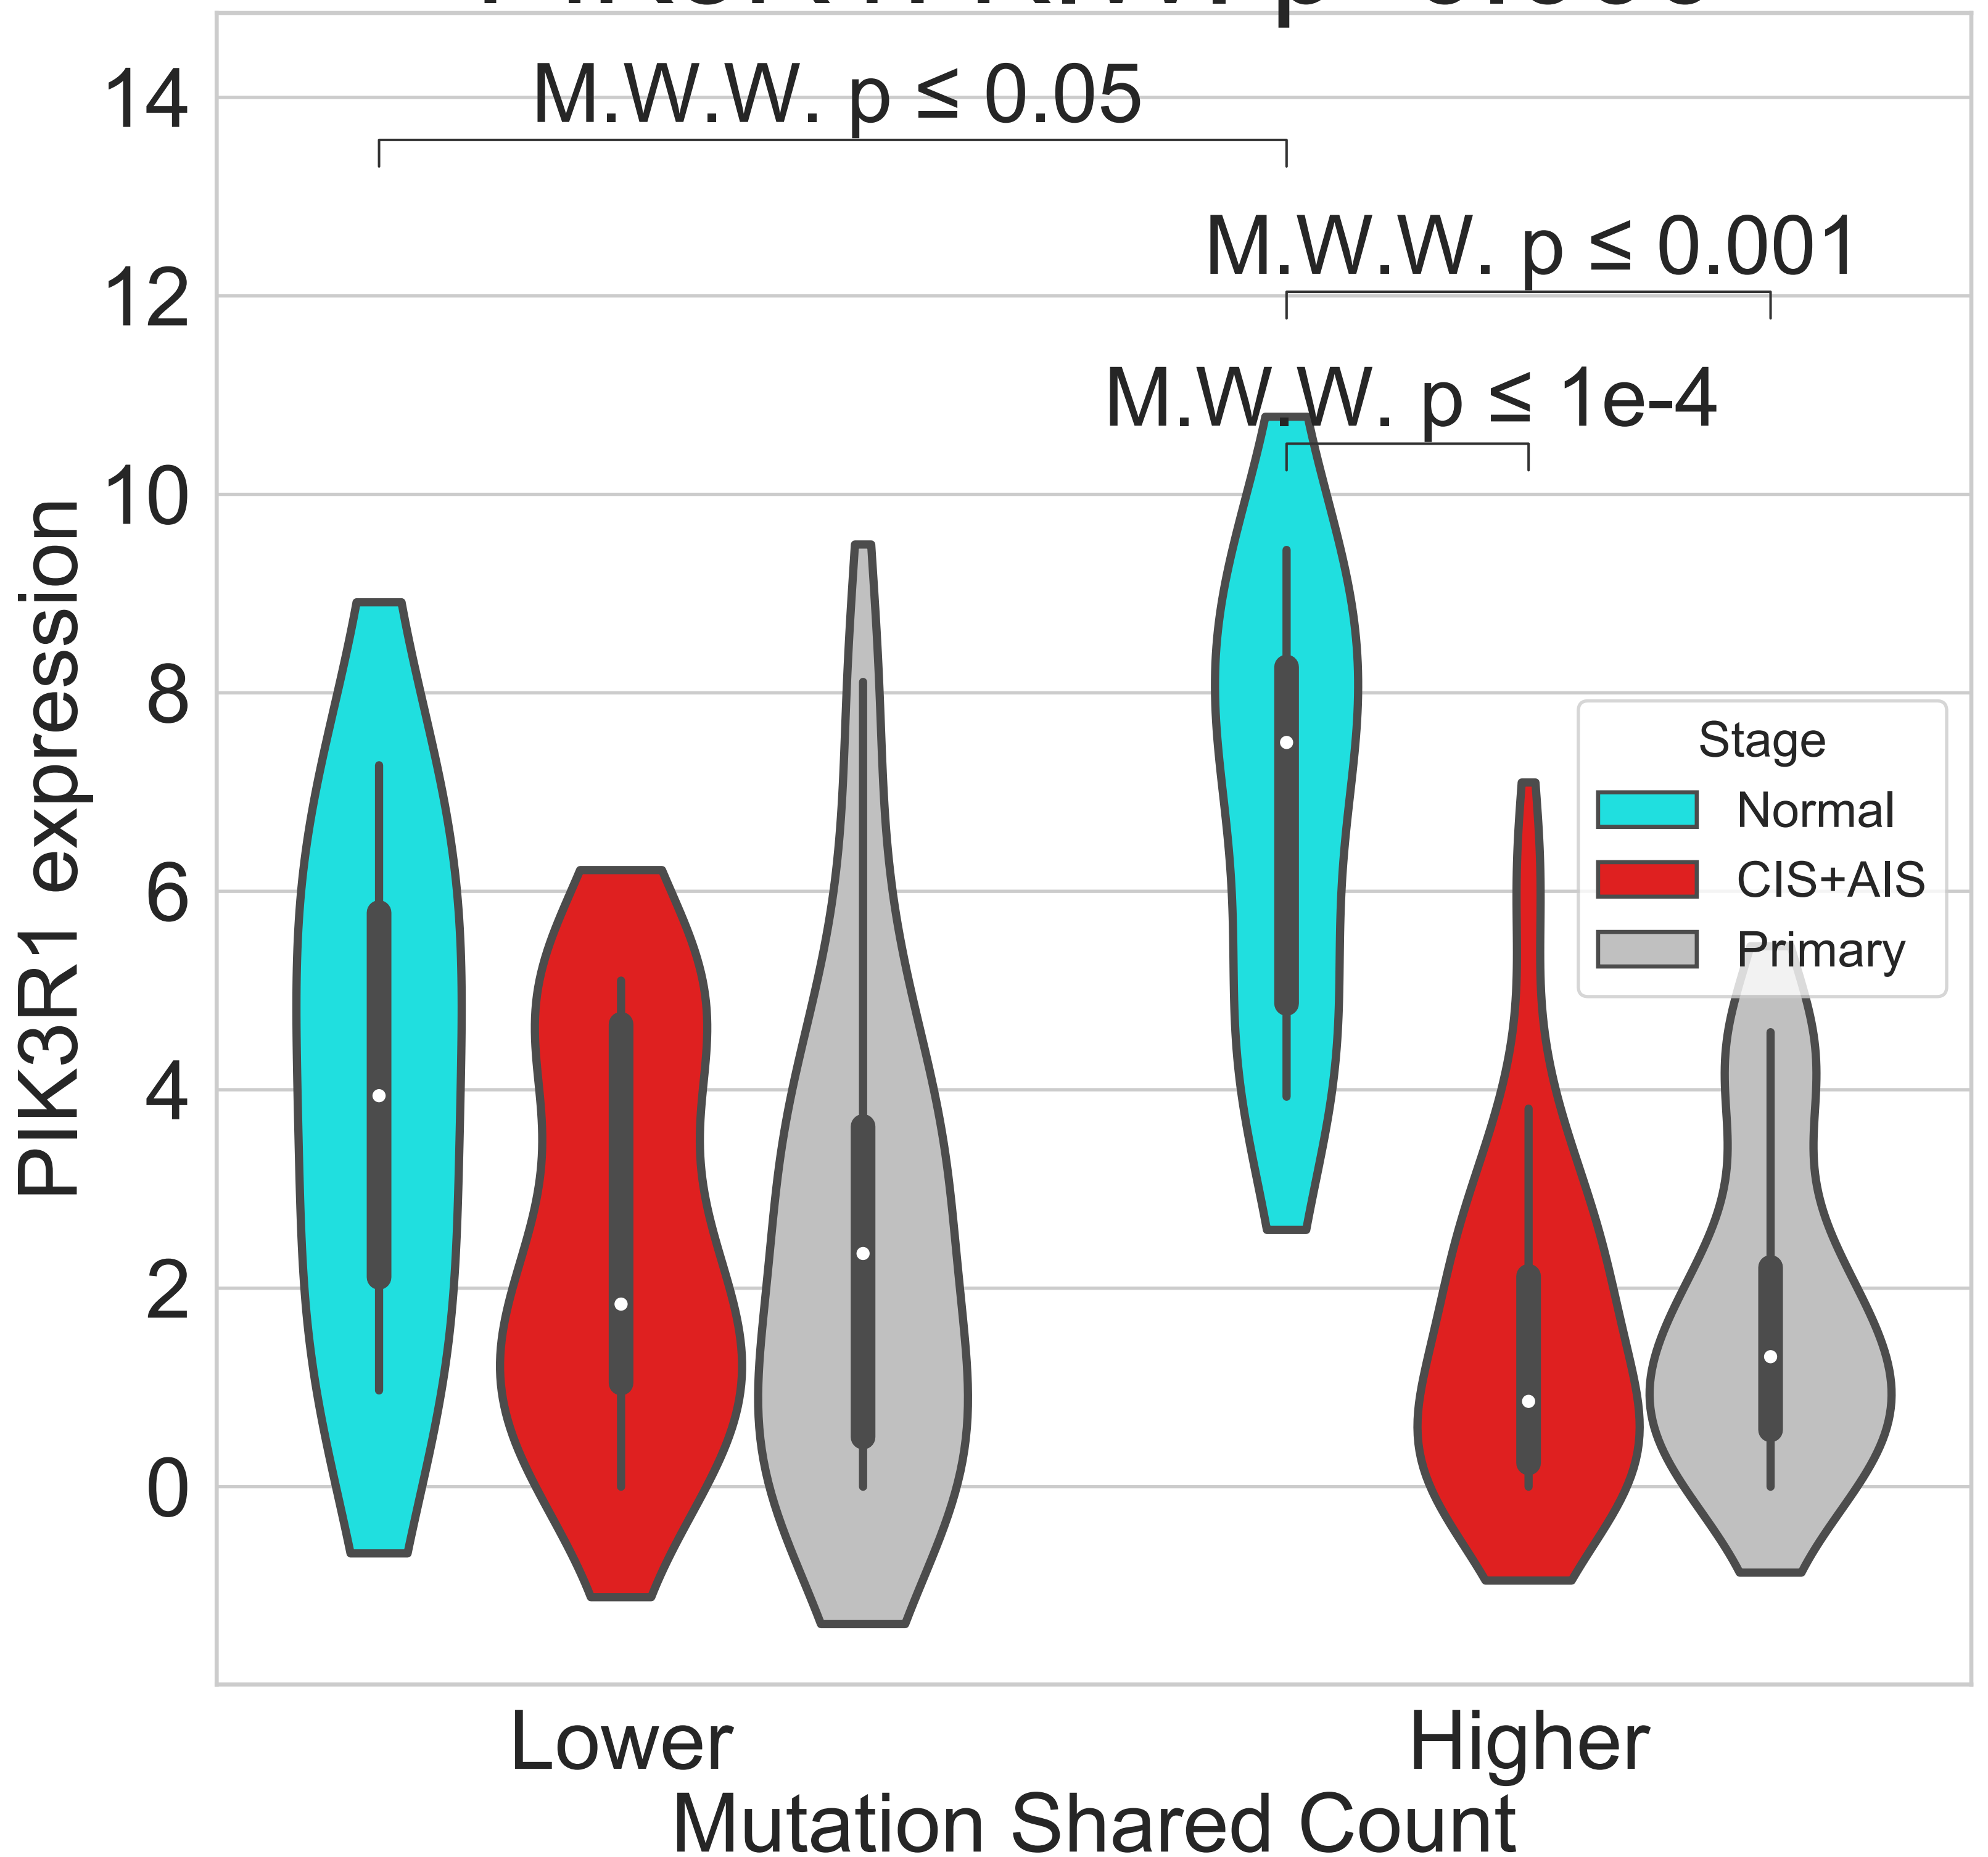 M.W.W. p ≤ 0.05
M.W.W. p ≤ 0.001
M.W.W. p ≤ 1e-4
14
12
10
8
6
4
2
0
PIK3R1 expression
Stage
Normal
CIS+AIS
Primary
Lower
Higher
Mutation Shared Count